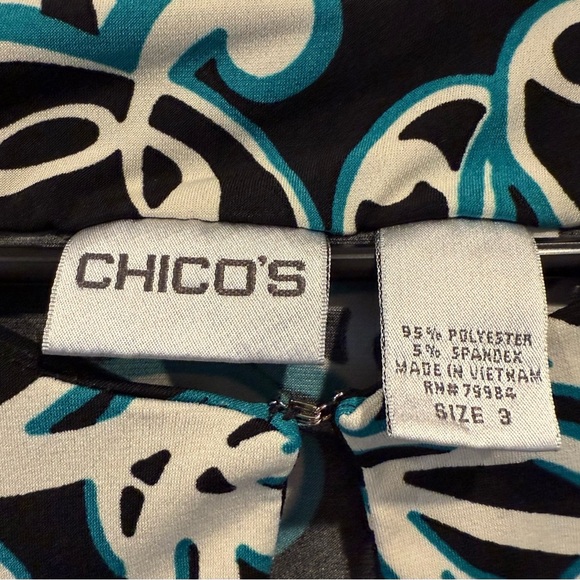 CHICO'S
95% POLYESTER
5% SPANDEX
MADE IN VIETNAM
RN# 79984
SIZE 3